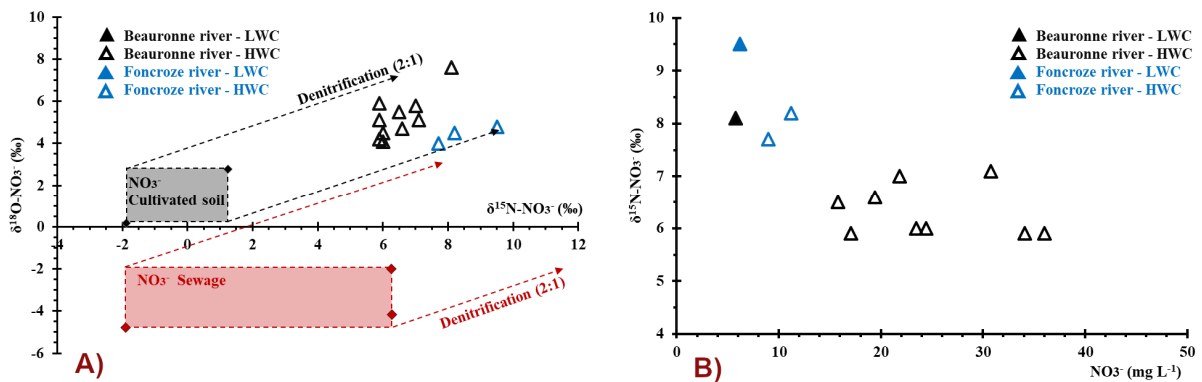 10
8
6
4
2
0
-2
-4
-6
δ¹⁸O-NO₃⁻ (‰)
Beauronne river - LWC
Beauronne river - HWC
Foncroze river - LWC
Foncroze river - HWC
Denitrification (2:1)
NO₃⁻
Cultivated soil
δ¹⁵N-NO₃⁻ (‰)
-4 -2 0 2 4 6 8 10 12
NO₃⁻ Sewage
Denitrification (2:1)
A)
10
9
8
7
6
5
4
δ¹⁵N-NO₃⁻ (‰)
Beauronne river - LWC
Beauronne river - HWC
Foncroze river - LWC
Foncroze river - HWC
0 10 20 30 40 50
B)
NO₃⁻ (mg L⁻¹)